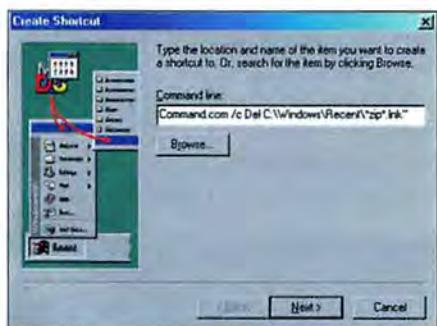 Create Shortcut
Type the location and name of the item you want to create
a shortcut to. Or, search for the item by clicking Browse.
Command line:
Command.com /c Del C:\Windows\Recent\"*zip*.lnk"
Browse...
Next >
Cancel